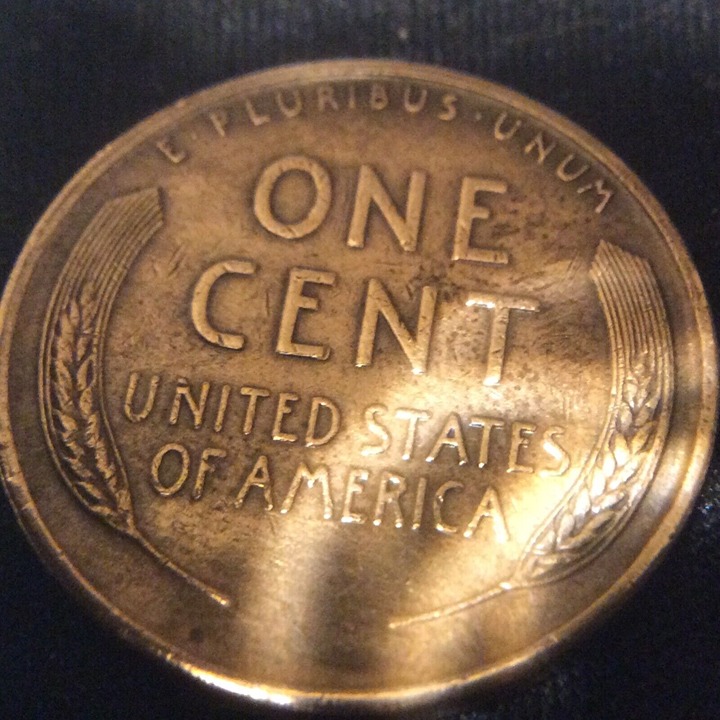 E · PLURIBUS · UNUM
ONE
CENT
UNITED STATES
OF AMERICA